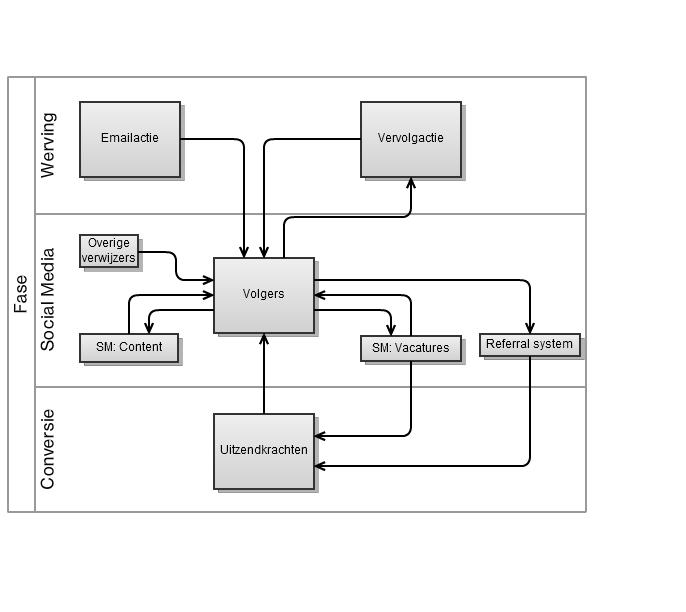 Fase
Werving
Emailactie
Vervolgactie
Social Media
Overige
verwijzers
Volgers
SM: Content
SM: Vacatures
Referral system
Conversie
Uitzendkrachten